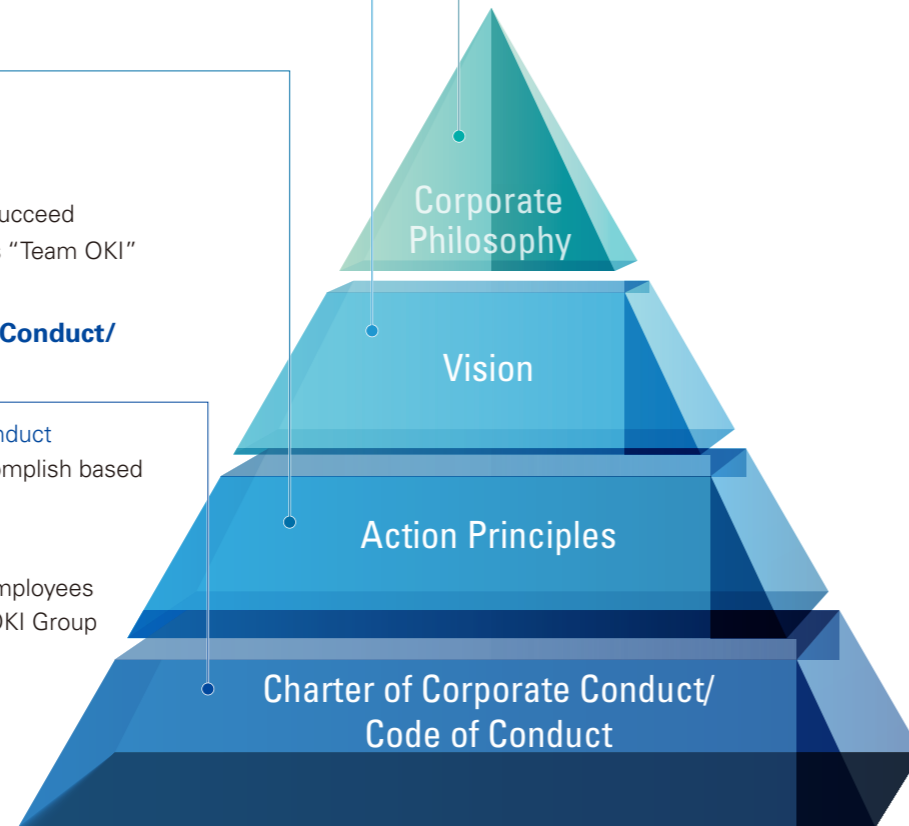 ucceed
“Team OKI”
Conduct/
nduct
omplish based
mployees
OKI Group
Corporate
Philosophy
Vision
Action Principles
Charter of Corporate Conduct/
Code of Conduct